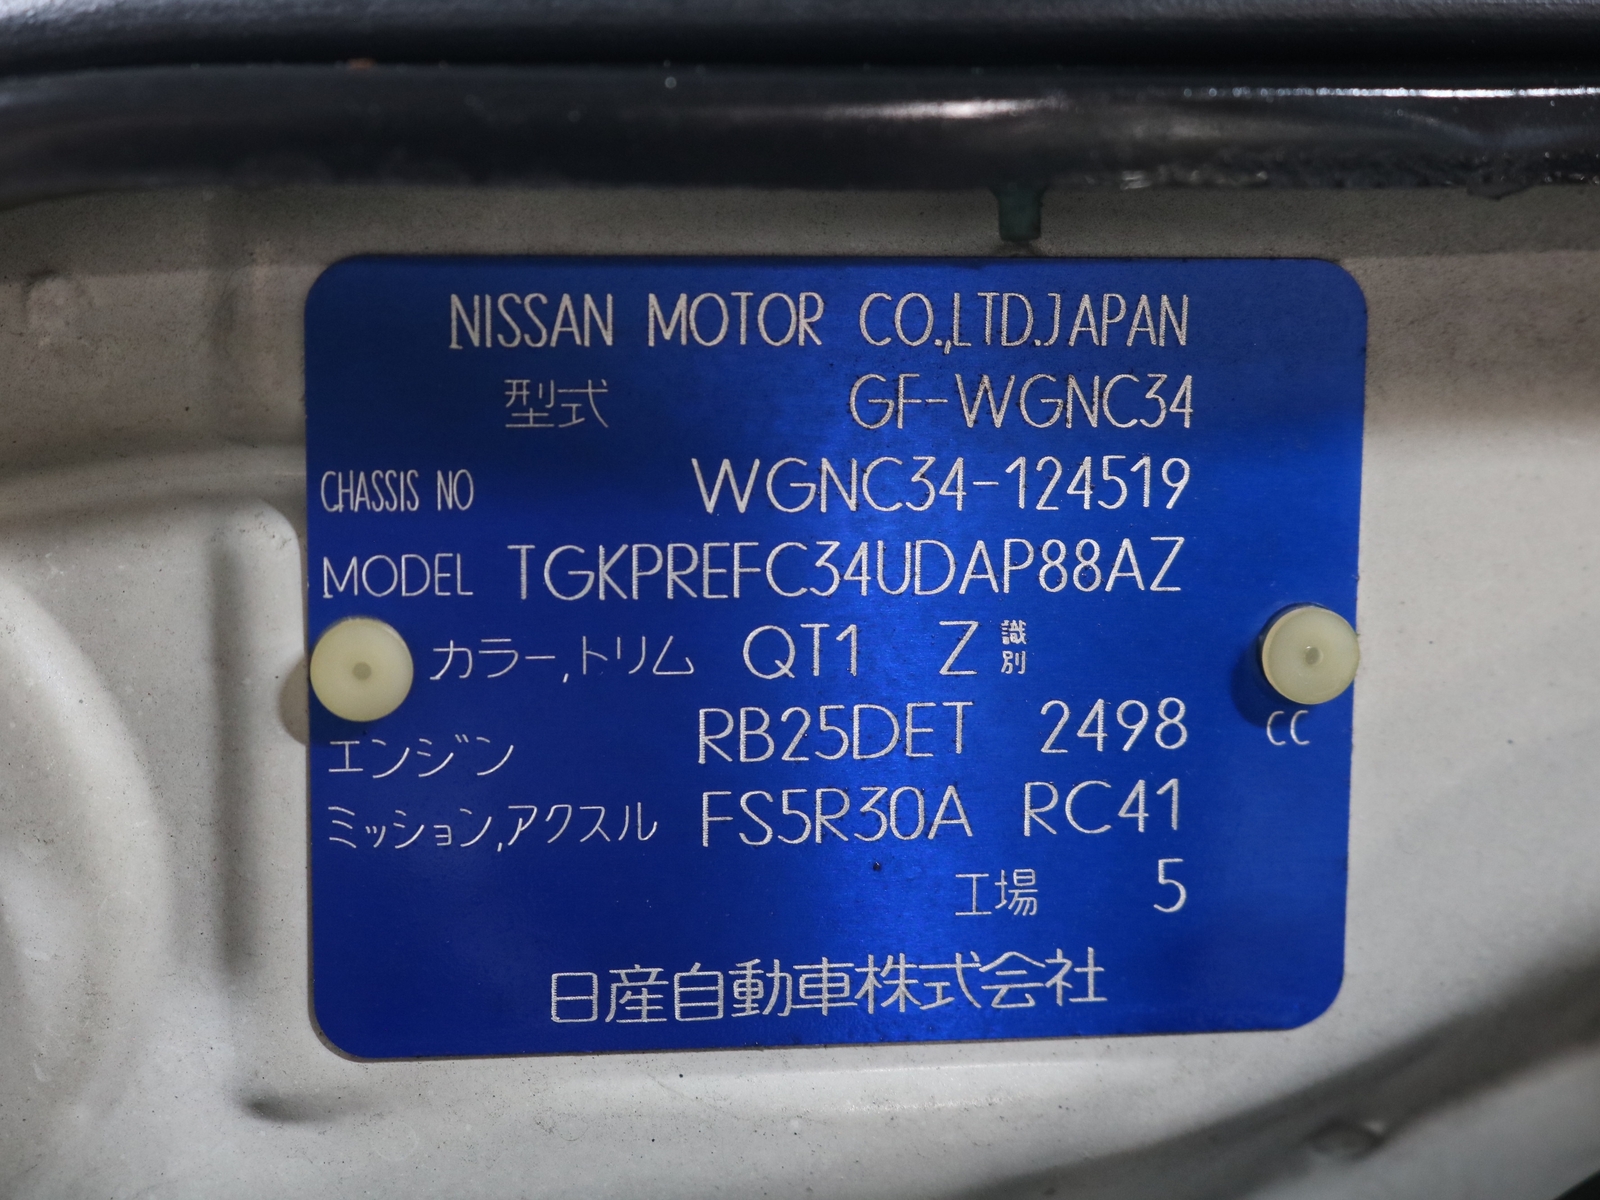 NISSAN MOTOR CO.,LTD.JAPAN
型式 GF-WGNC34
CHASSIS NO WGNC34-124519
MODEL TGKPREFC34UDAP88AZ
カラー,トリム QT1 Z 識別
エンジン RB25DET 2498 CC
ミッション,アクスル FS5R30A RC41
工場 5
日産自動車株式会社